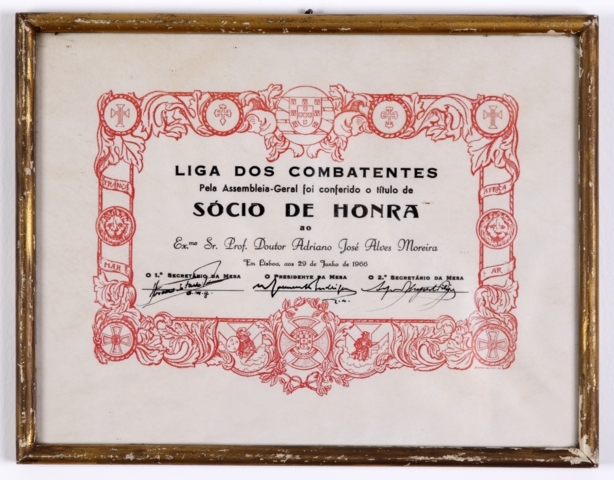 LIGA DOS COMBATENTES
Pela Assembleia-Geral foi conferido o título de
SÓCIO DE HONRA
ao
Ex.mo Sr. Prof. Doutor Adriano José Alves Moreira
Em Lisboa, aos 29 de Junho de 1966
O 1.º SECRETÁRIO DA MESA O PRESIDENTE DA MESA O 2.º SECRETÁRIO DA MESA
FRANÇA
ÁFRICA
MAR
AR